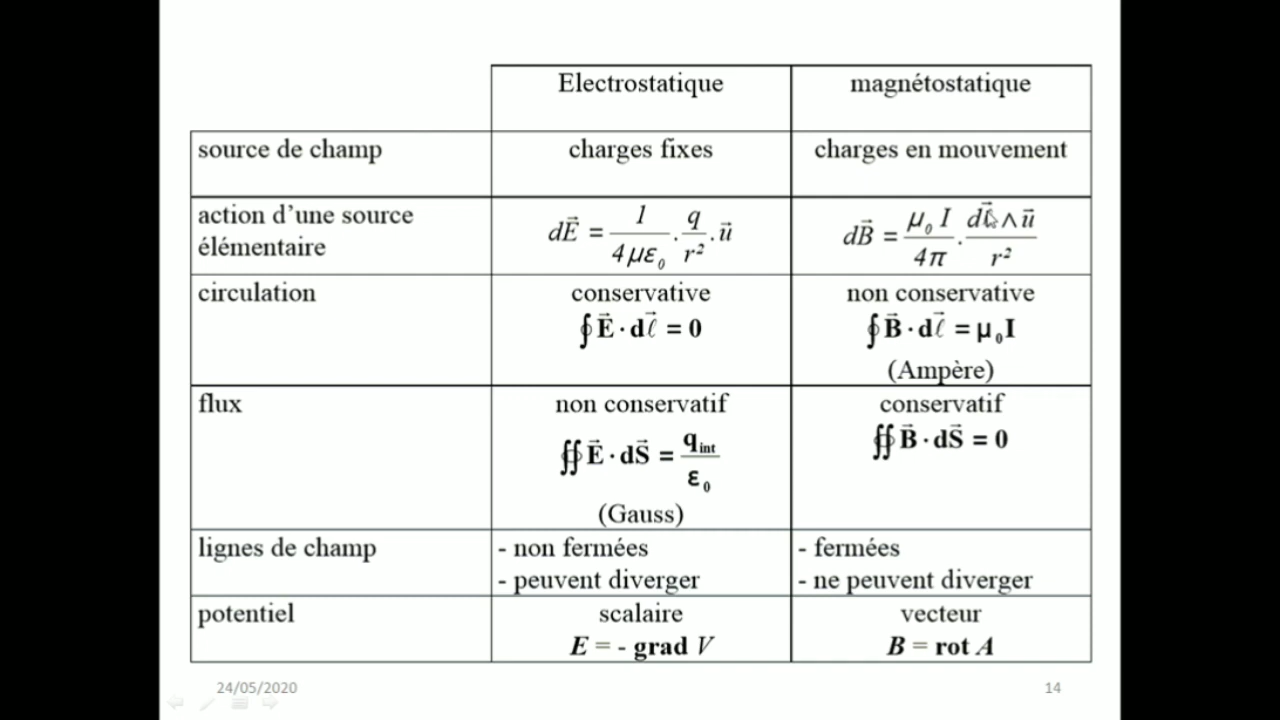 Electrostatique magnétostatique
source de champ charges fixes charges en mouvement
action d'une source élémentaire dE⃗ = 1 / 4με₀ . q / r² . u⃗ dB⃗ = μ₀ I / 4π . dℓ⃗ ∧ u⃗ / r²
circulation conservative non conservative
∮ E⃗ · dℓ⃗ = 0 ∮ B⃗ · dℓ⃗ = μ₀I
(Ampère)
flux non conservatif conservatif
∯ E⃗ · dS⃗ = q_int / ε₀ ∯ B⃗ · dS⃗ = 0
(Gauss)
lignes de champ - non fermées - fermées
- peuvent diverger - ne peuvent diverger
potentiel scalaire vecteur
E = - grad V B = rot A
24/05/2020 14